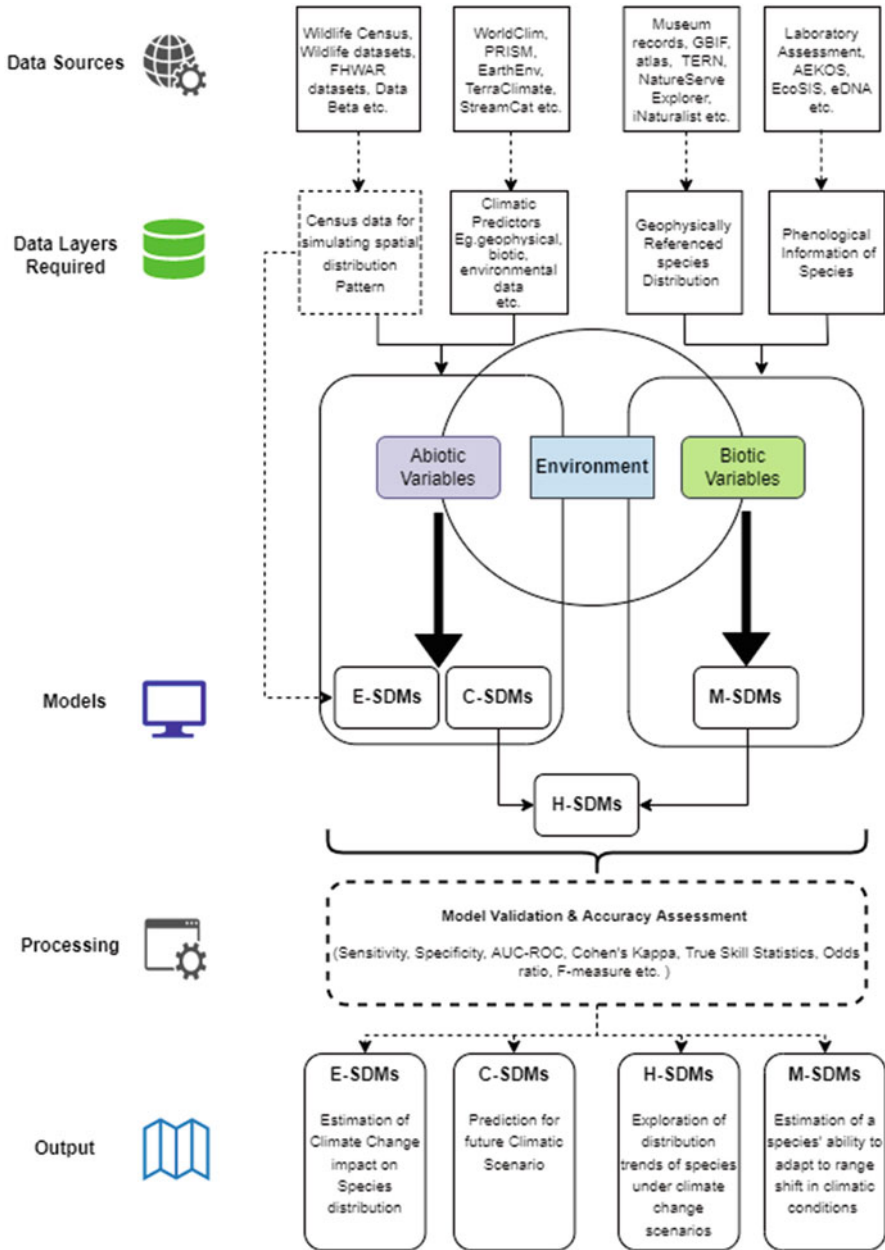 Data Sources
Wildlife Census,
Wildlife datasets,
FHWAR
datasets, Data
Beta etc.
WorldClim,
PRISM,
EarthEnv,
TerraClimate,
StreamCat etc.
Museum
records, GBIF,
atlas, TERN,
NatureServe
Explorer,
iNaturalist etc.
Laboratory
Assessment,
AEKOS,
EcoSIS, eDNA
etc.
Data Layers
Required
Census data for
simulating spatial
distribution
Pattern
Climatic
Predictors
Eg.geophysical,
biotic,
environmental
data
etc.
Geophysically
Referenced
species
Distribution
Phenological
Information of
Species
Abiotic
Variables
Environment
Biotic
Variables
Models
E-SDMs
C-SDMs
M-SDMs
H-SDMs
Processing
Model Validation & Accuracy Assessment
(Sensitivity, Specificity, AUC-ROC, Cohen's Kappa, True Skill Statistics, Odds
ratio, F-measure etc. )
Output
E-SDMs
Estimation of
Climate Change
impact on
Species
distribution
C-SDMs
Prediction for
future Climatic
Scenario
H-SDMs
Exploration of
distribution
trends of species
under climate
change
scenarios
M-SDMs
Estimation of a
species' ability to
adapt to range
shift in climatic
conditions